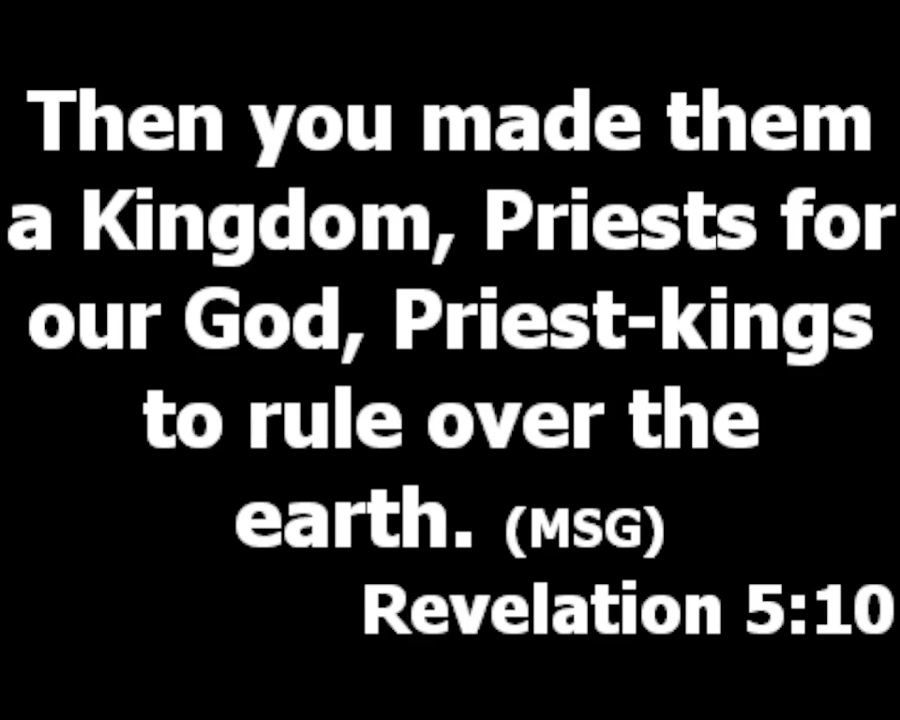 Then you made them
a Kingdom, Priests for
our God, Priest-kings
to rule over the
earth. (MSG)
Revelation 5:10